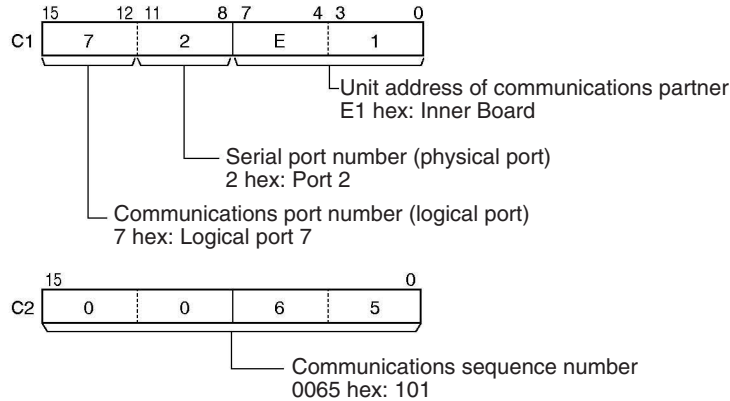 15 12 11 8 7 4 3 0
C1 7 2 E 1
Unit address of communications partner
E1 hex: Inner Board
Serial port number (physical port)
2 hex: Port 2
Communications port number (logical port)
7 hex: Logical port 7
15 0
C2 0 0 6 5
Communications sequence number
0065 hex: 101